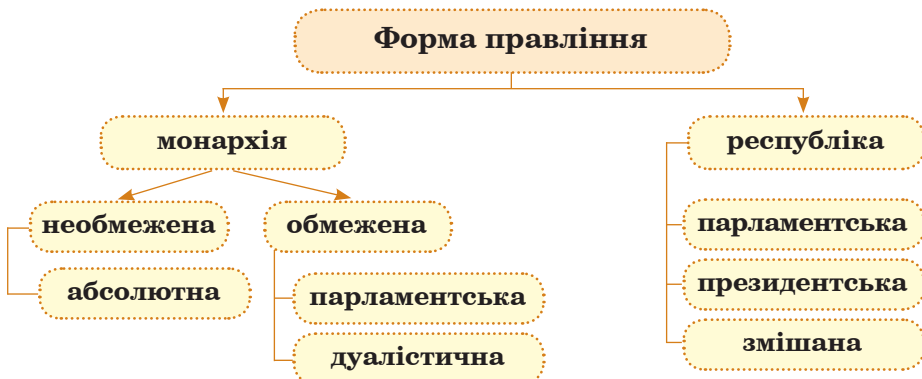 Форма правління
монархія
республіка
необмежена
обмежена
парламентська
абсолютна
парламентська
президентська
дуалістична
змішана